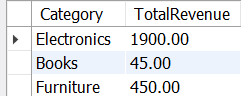 Category TotalRevenue
Electronics 1900.00
Books 45.00
Furniture 450.00